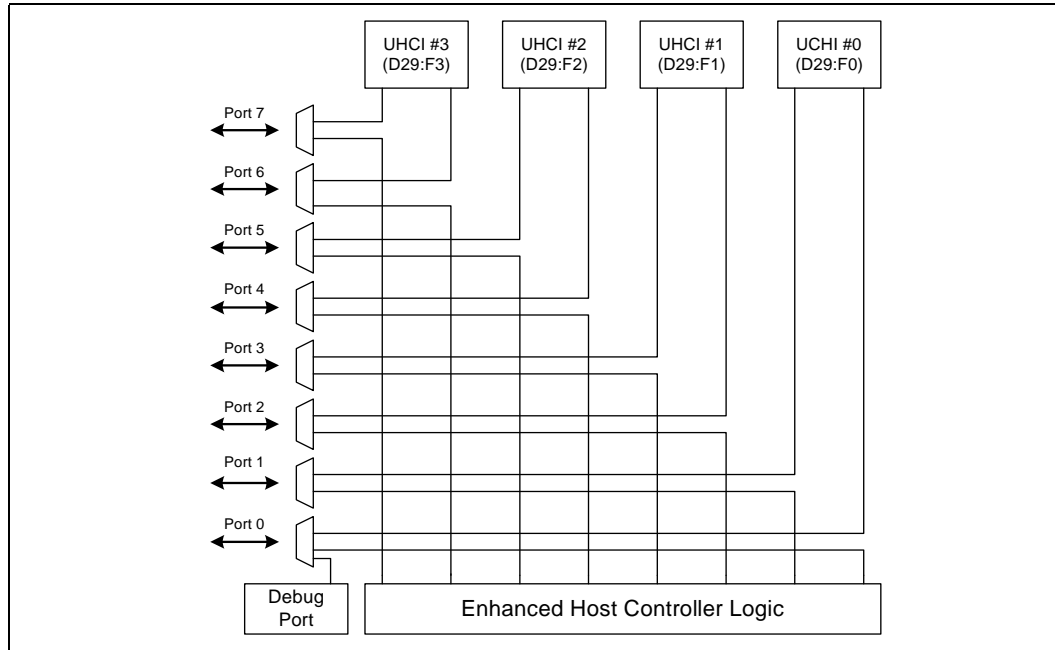 UHCI #3
(D29:F3)
UHCI #2
(D29:F2)
UHCI #1
(D29:F1)
UCHI #0
(D29:F0)
Port 7
Port 6
Port 5
Port 4
Port 3
Port 2
Port 1
Port 0
Debug
Port
Enhanced Host Controller Logic